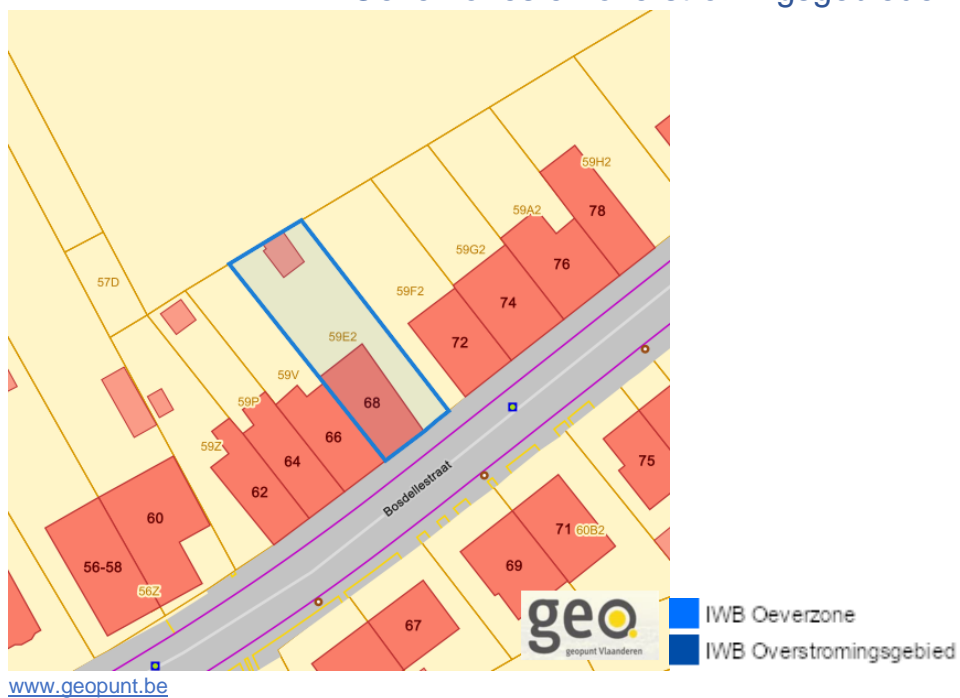 59H2
78
59A2
57D
76
59G2
59F2
74
59E2
72
59V
68
59P
66
59Z
64
75
62
Bosdellestraat
60
71 60B2
56-58
69
56Z
67
geo
geopunt Vlaanderen
IWB Oeverzone
IWB Overstromingsgebied
www.geopunt.be